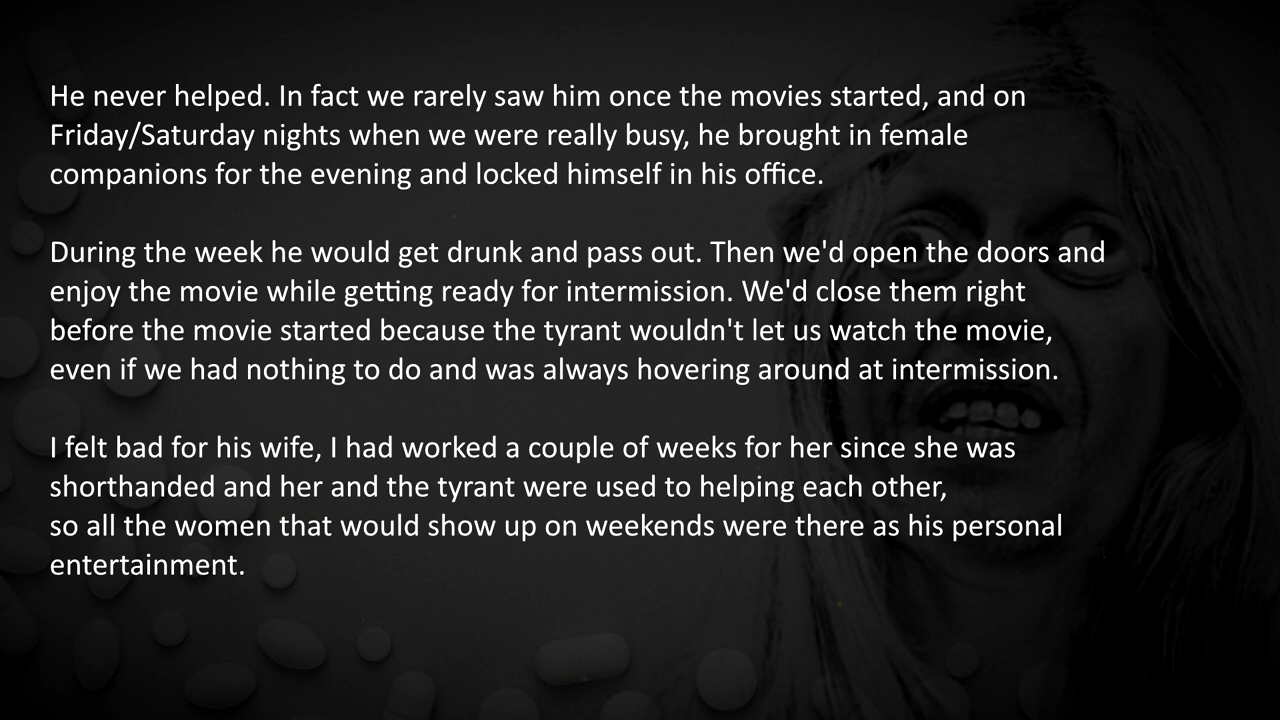 He never helped. In fact we rarely saw him once the movies started, and on
Friday/Saturday nights when we were really busy, he brought in female
companions for the evening and locked himself in his office.
During the week he would get drunk and pass out. Then we'd open the doors and
enjoy the movie while getting ready for intermission. We'd close them right
before the movie started because the tyrant wouldn't let us watch the movie,
even if we had nothing to do and was always hovering around at intermission.
I felt bad for his wife, I had worked a couple of weeks for her since she was
shorthanded and her and the tyrant were used to helping each other,
so all the women that would show up on weekends were there as his personal
entertainment.